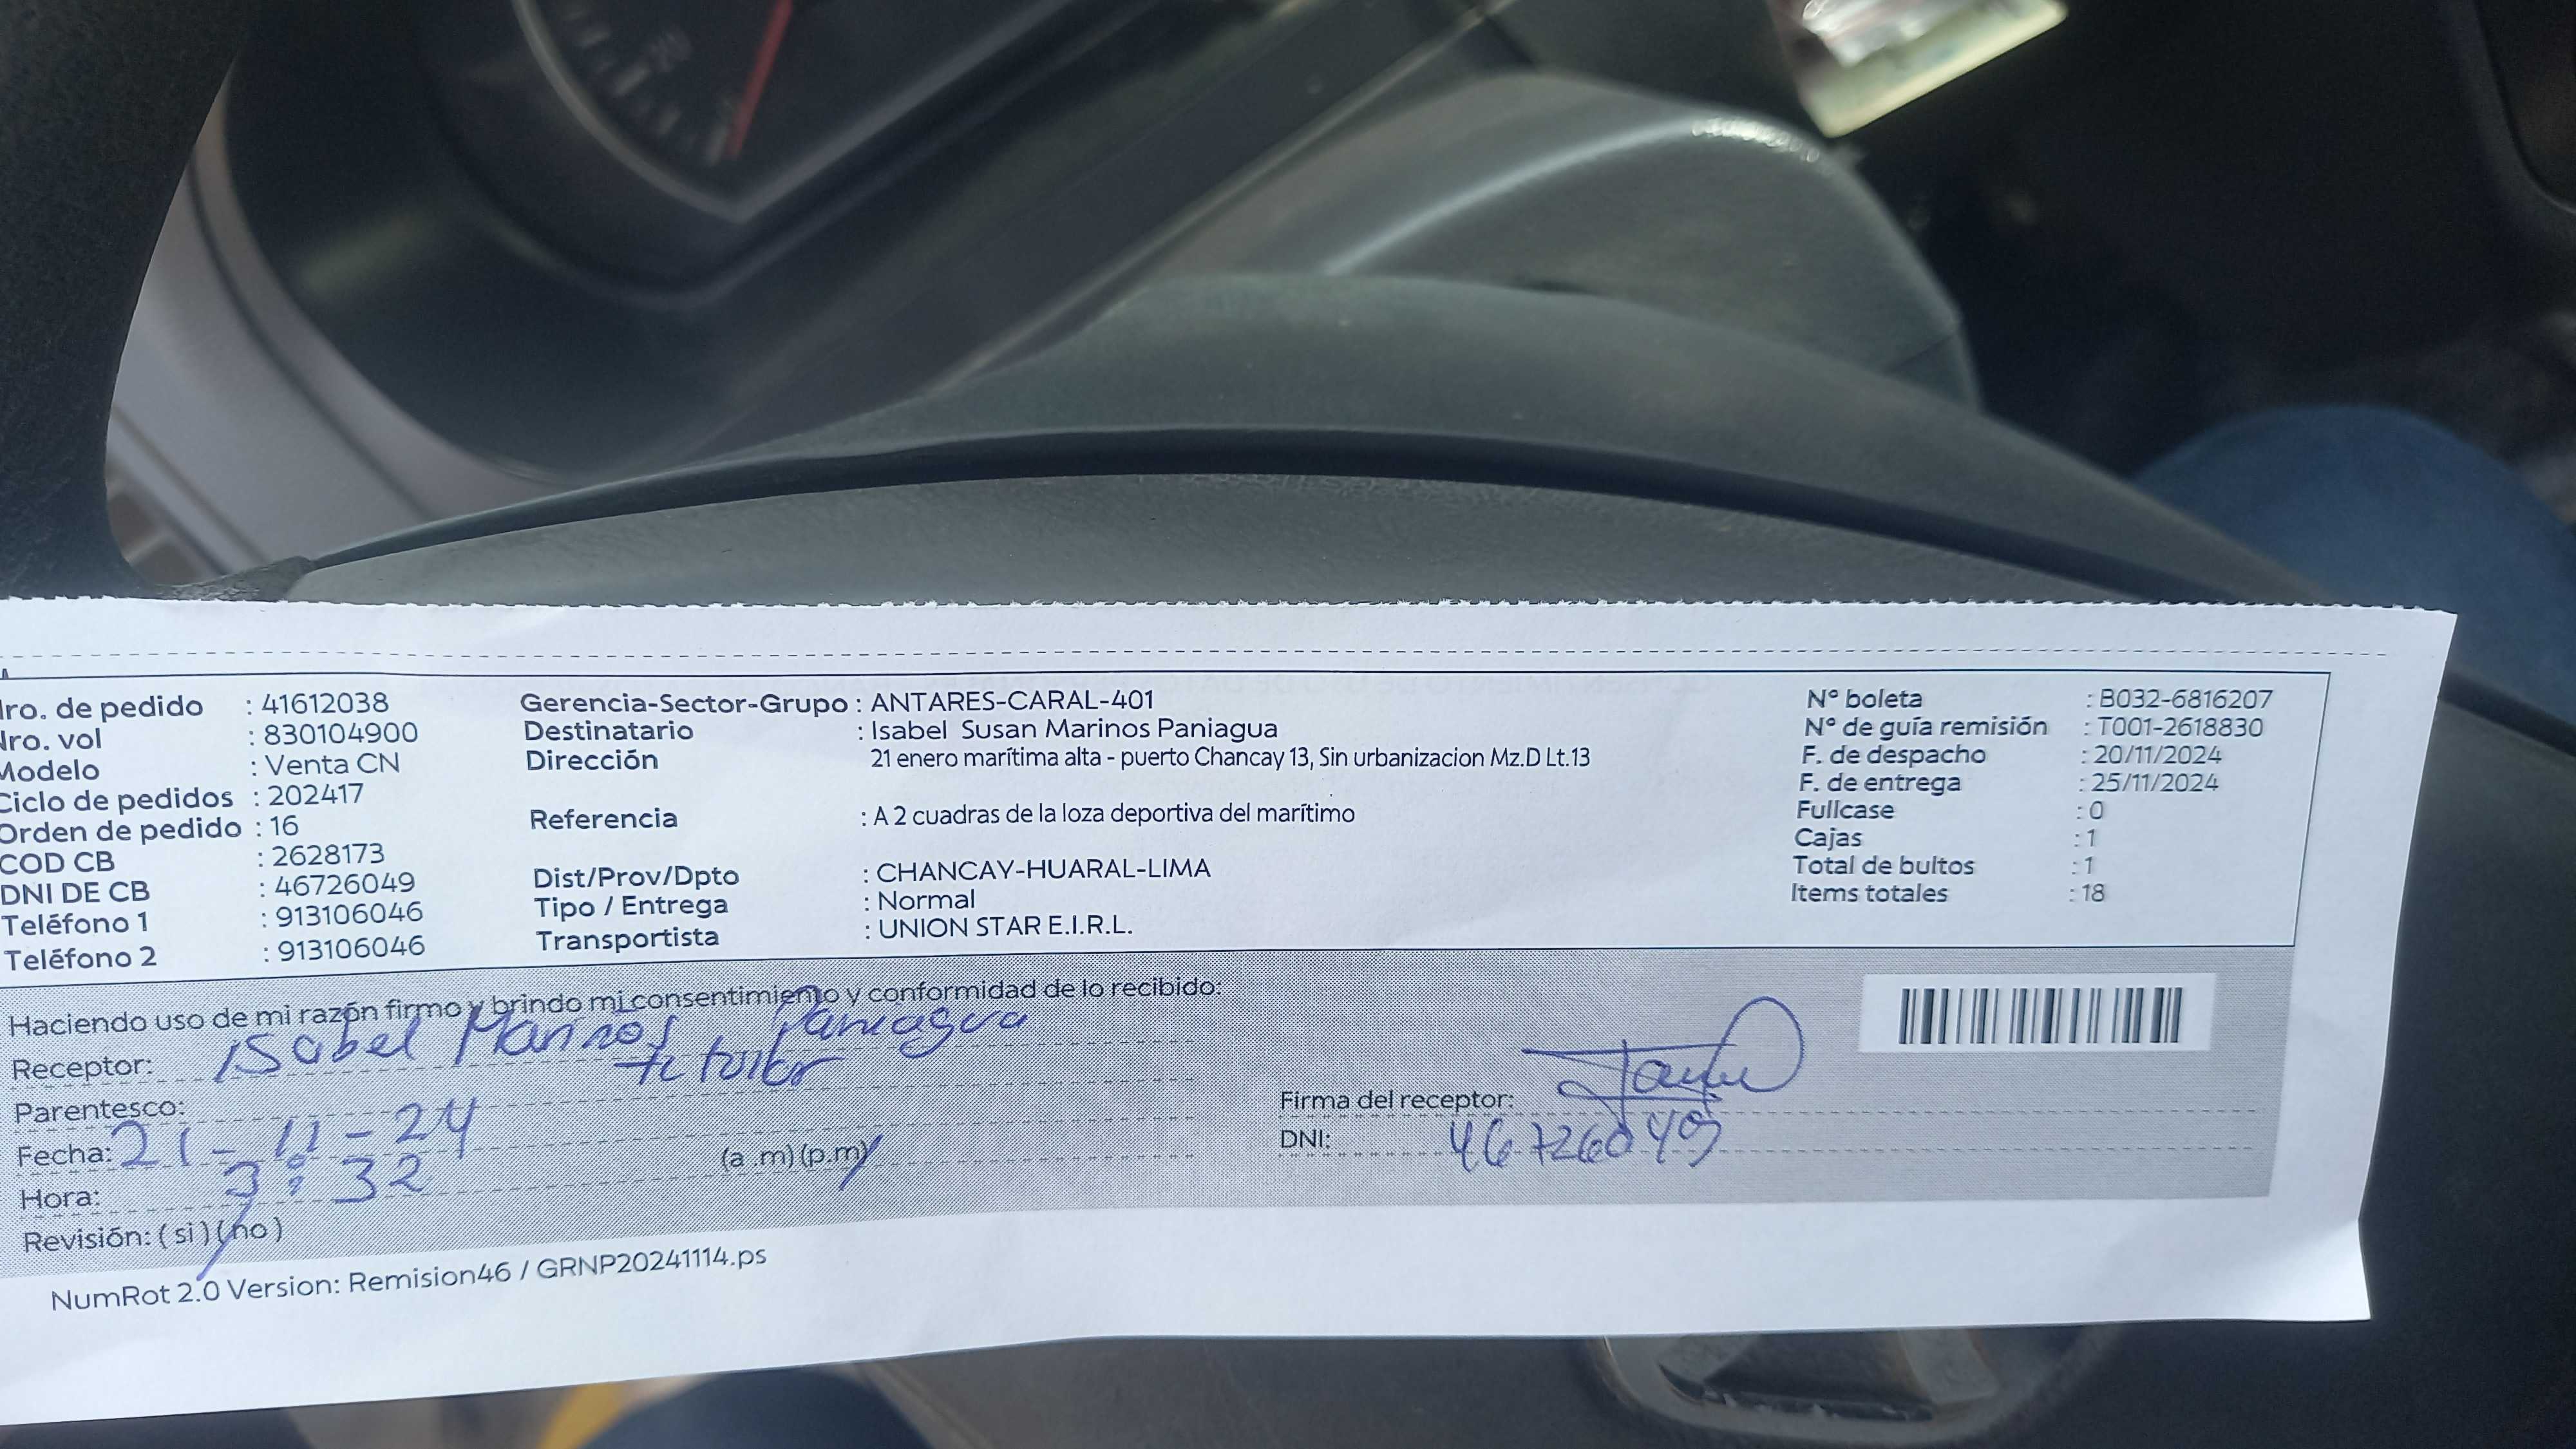 ro. de pedido : 41612038
Nro. vol : 830104900
Modelo : Venta CN
Ciclo de pedidos : 202417
Orden de pedido : 16
COD CB : 2628173
DNI DE CB : 46726049
Teléfono 1 : 913106046
Teléfono 2 : 913106046
Gerencia-Sector-Grupo : ANTARES-CARAL-401
Destinatario : Isabel Susan Marinos Paniagua
Dirección 21 enero marítima alta - puerto Chancay 13, Sin urbanizacion Mz.D Lt.13
Referencia : A 2 cuadras de la loza deportiva del marítimo
Dist/Prov/Dpto : CHANCAY-HUARAL-LIMA
Tipo / Entrega : Normal
Transportista : UNION STAR E.I.R.L.
N° boleta : B032-6816207
N° de guía remisión : T001-2618830
F. de despacho : 20/11/2024
F. de entrega : 25/11/2024
Fullcase : 0
Cajas : 1
Total de bultos : 1
Items totales : 18
Haciendo uso de mi razón firmo y brindo mi consentimiento y conformidad de lo recibido:
Receptor: Isabel Marinos Paniagua
Parentesco: titular
Fecha: 21-11-24
Hora: 3:32 (a .m) (p.m)
Revisión: ( si ) ( no )
Firma del receptor:
DNI: 46726049
NumRot 2.0 Version: Remision46 / GRNP20241114.ps